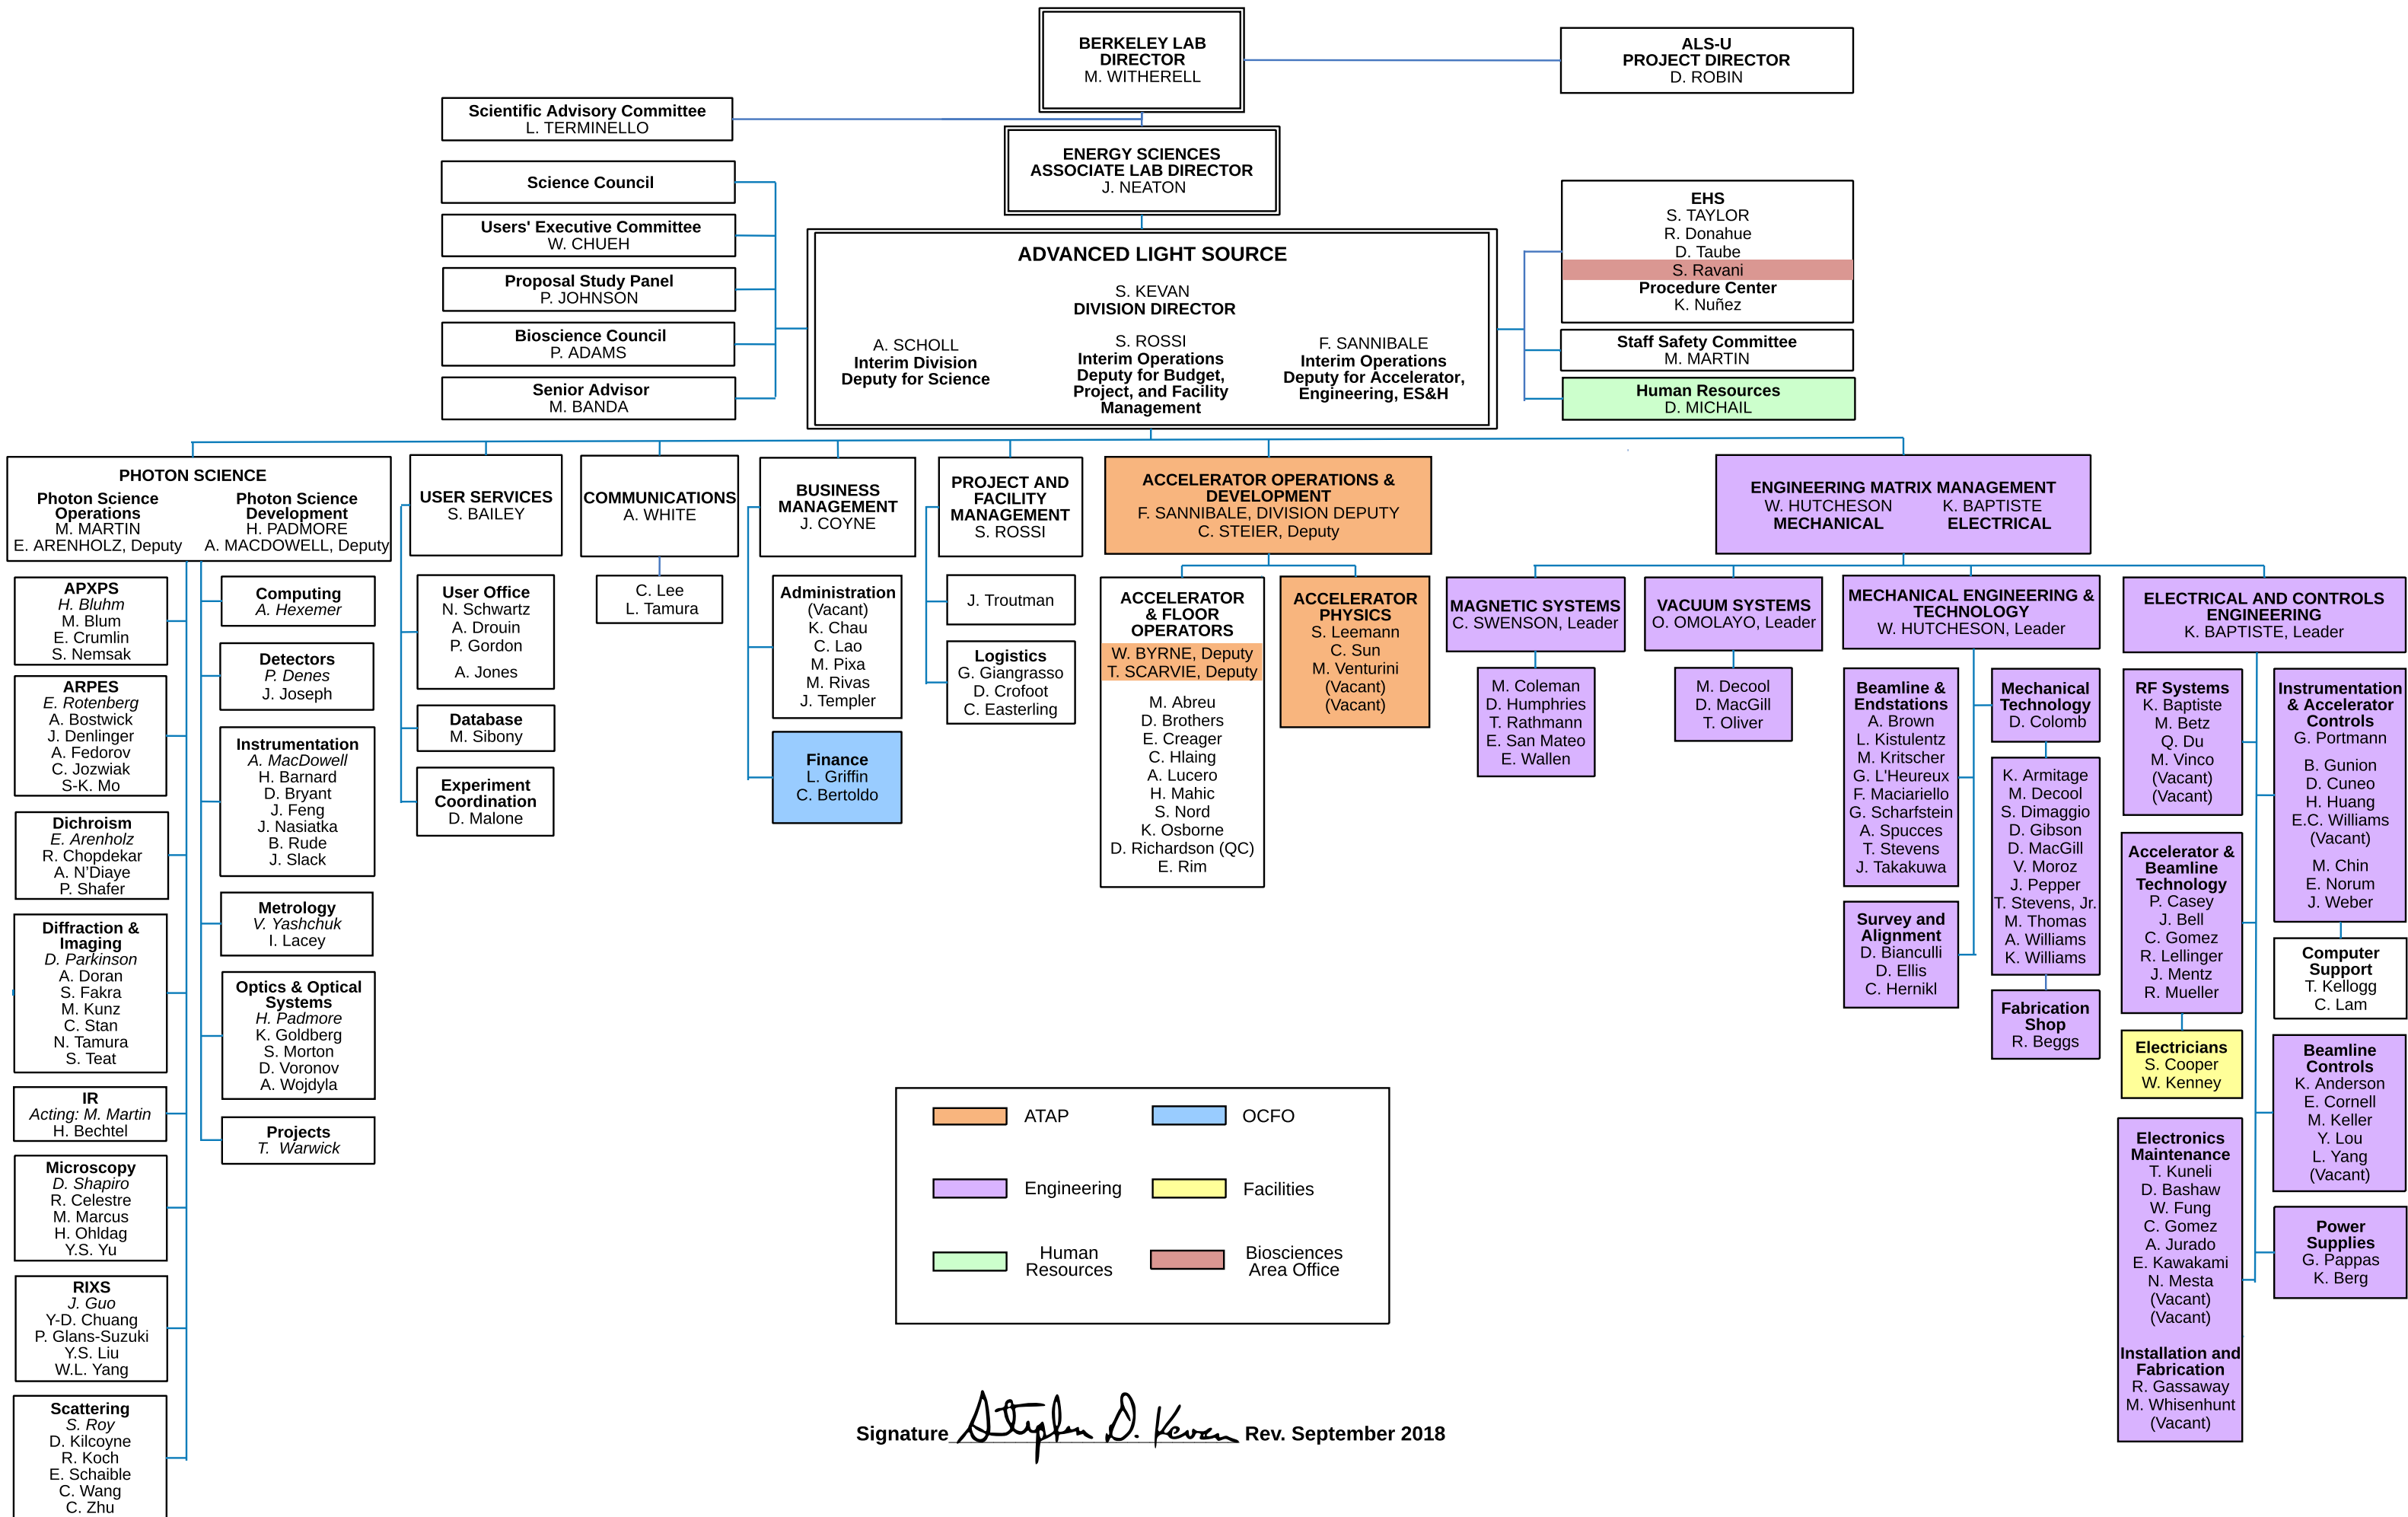 BERKELEY LAB
DIRECTOR
M. WITHERELL
ALS-U
PROJECT DIRECTOR
D. ROBIN
Scientific Advisory Committee
L. TERMINELLO
ENERGY SCIENCES
ASSOCIATE LAB DIRECTOR
J. NEATON
Science Council
Users' Executive Committee
W. CHUEH
Proposal Study Panel
P. JOHNSON
Bioscience Council
P. ADAMS
Senior Advisor
M. BANDA
ADVANCED LIGHT SOURCE
S. KEVAN
DIVISION DIRECTOR
A. SCHOLL
Interim Division
Deputy for Science
S. ROSSI
Interim Operations
Deputy for Budget,
Project, and Facility
Management
F. SANNIBALE
Interim Operations
Deputy for Accelerator,
Engineering, ES&H
EHS
S. TAYLOR
R. Donahue
D. Taube
S. Ravani
Procedure Center
K. Nuñez
Staff Safety Committee
M. MARTIN
Human Resources
D. MICHAIL
PHOTON SCIENCE
Photon Science
Operations
M. MARTIN
E. ARENHOLZ, Deputy
Photon Science
Development
H. PADMORE
A. MACDOWELL, Deputy
USER SERVICES
S. BAILEY
COMMUNICATIONS
A. WHITE
BUSINESS
MANAGEMENT
J. COYNE
PROJECT AND
FACILITY
MANAGEMENT
S. ROSSI
ACCELERATOR OPERATIONS &
DEVELOPMENT
F. SANNIBALE, DIVISION DEPUTY
C. STEIER, Deputy
ENGINEERING MATRIX MANAGEMENT
W. HUTCHESON K. BAPTISTE
MECHANICAL ELECTRICAL
APXPS
H. Bluhm
M. Blum
E. Crumlin
S. Nemsak
ARPES
E. Rotenberg
A. Bostwick
J. Denlinger
A. Fedorov
C. Jozwiak
S-K. Mo
Dichroism
E. Arenholz
R. Chopdekar
A. N'Diaye
P. Shafer
Diffraction &
Imaging
D. Parkinson
A. Doran
S. Fakra
M. Kunz
C. Stan
N. Tamura
S. Teat
IR
Acting: M. Martin
H. Bechtel
Microscopy
D. Shapiro
R. Celestre
M. Marcus
H. Ohldag
Y.S. Yu
RIXS
J. Guo
Y-D. Chuang
P. Glans-Suzuki
Y.S. Liu
W.L. Yang
Scattering
S. Roy
D. Kilcoyne
R. Koch
E. Schaible
C. Wang
C. Zhu
Computing
A. Hexemer
Detectors
P. Denes
J. Joseph
Instrumentation
A. MacDowell
H. Barnard
D. Bryant
J. Feng
J. Nasiatka
B. Rude
J. Slack
Metrology
V. Yashchuk
I. Lacey
Optics & Optical
Systems
H. Padmore
K. Goldberg
S. Morton
D. Voronov
A. Wojdyla
Projects
T. Warwick
User Office
N. Schwartz
A. Drouin
P. Gordon
A. Jones
Database
M. Sibony
Experiment
Coordination
D. Malone
C. Lee
L. Tamura
Administration
(Vacant)
K. Chau
C. Lao
M. Pixa
M. Rivas
J. Templer
Finance
L. Griffin
C. Bertoldo
J. Troutman
Logistics
G. Giangrasso
D. Crofoot
C. Easterling
ACCELERATOR
& FLOOR
OPERATORS
W. BYRNE, Deputy
T. SCARVIE, Deputy
M. Abreu
D. Brothers
E. Creager
C. Hlaing
A. Lucero
H. Mahic
S. Nord
K. Osborne
D. Richardson (QC)
E. Rim
ACCELERATOR
PHYSICS
S. Leemann
C. Sun
M. Venturini
(Vacant)
(Vacant)
MAGNETIC SYSTEMS
C. SWENSON, Leader
M. Coleman
D. Humphries
T. Rathmann
E. San Mateo
E. Wallen
VACUUM SYSTEMS
O. OMOLAYO, Leader
M. Decool
D. MacGill
T. Oliver
MECHANICAL ENGINEERING &
TECHNOLOGY
W. HUTCHESON, Leader
Beamline &
Endstations
A. Brown
L. Kistulentz
M. Kritscher
G. L'Heureux
F. Maciariello
G. Scharfstein
A. Spucces
T. Stevens
J. Takakuwa
Survey and
Alignment
D. Bianculli
D. Ellis
C. Hernikl
Mechanical
Technology
D. Colomb
K. Armitage
M. Decool
S. Dimaggio
D. Gibson
D. MacGill
V. Moroz
J. Pepper
T. Stevens, Jr.
M. Thomas
A. Williams
K. Williams
Fabrication
Shop
R. Beggs
ELECTRICAL AND CONTROLS
ENGINEERING
K. BAPTISTE, Leader
RF Systems
K. Baptiste
M. Betz
Q. Du
M. Vinco
(Vacant)
(Vacant)
Accelerator &
Beamline
Technology
P. Casey
J. Bell
C. Gomez
R. Lellinger
J. Mentz
R. Mueller
Electricians
S. Cooper
W. Kenney
Electronics
Maintenance
T. Kuneli
D. Bashaw
W. Fung
C. Gomez
A. Jurado
E. Kawakami
N. Mesta
(Vacant)
(Vacant)
Installation and
Fabrication
R. Gassaway
M. Whisenhunt
(Vacant)
Instrumentation
& Accelerator
Controls
G. Portmann
B. Gunion
D. Cuneo
H. Huang
E.C. Williams
(Vacant)
M. Chin
E. Norum
J. Weber
Computer
Support
T. Kellogg
C. Lam
Beamline
Controls
K. Anderson
E. Cornell
M. Keller
Y. Lou
L. Yang
(Vacant)
Power
Supplies
G. Pappas
K. Berg
ATAP
OCFO
Engineering
Facilities
Human
Resources
Biosciences
Area Office
Signature Stephen D. Kevan Rev. September 2018